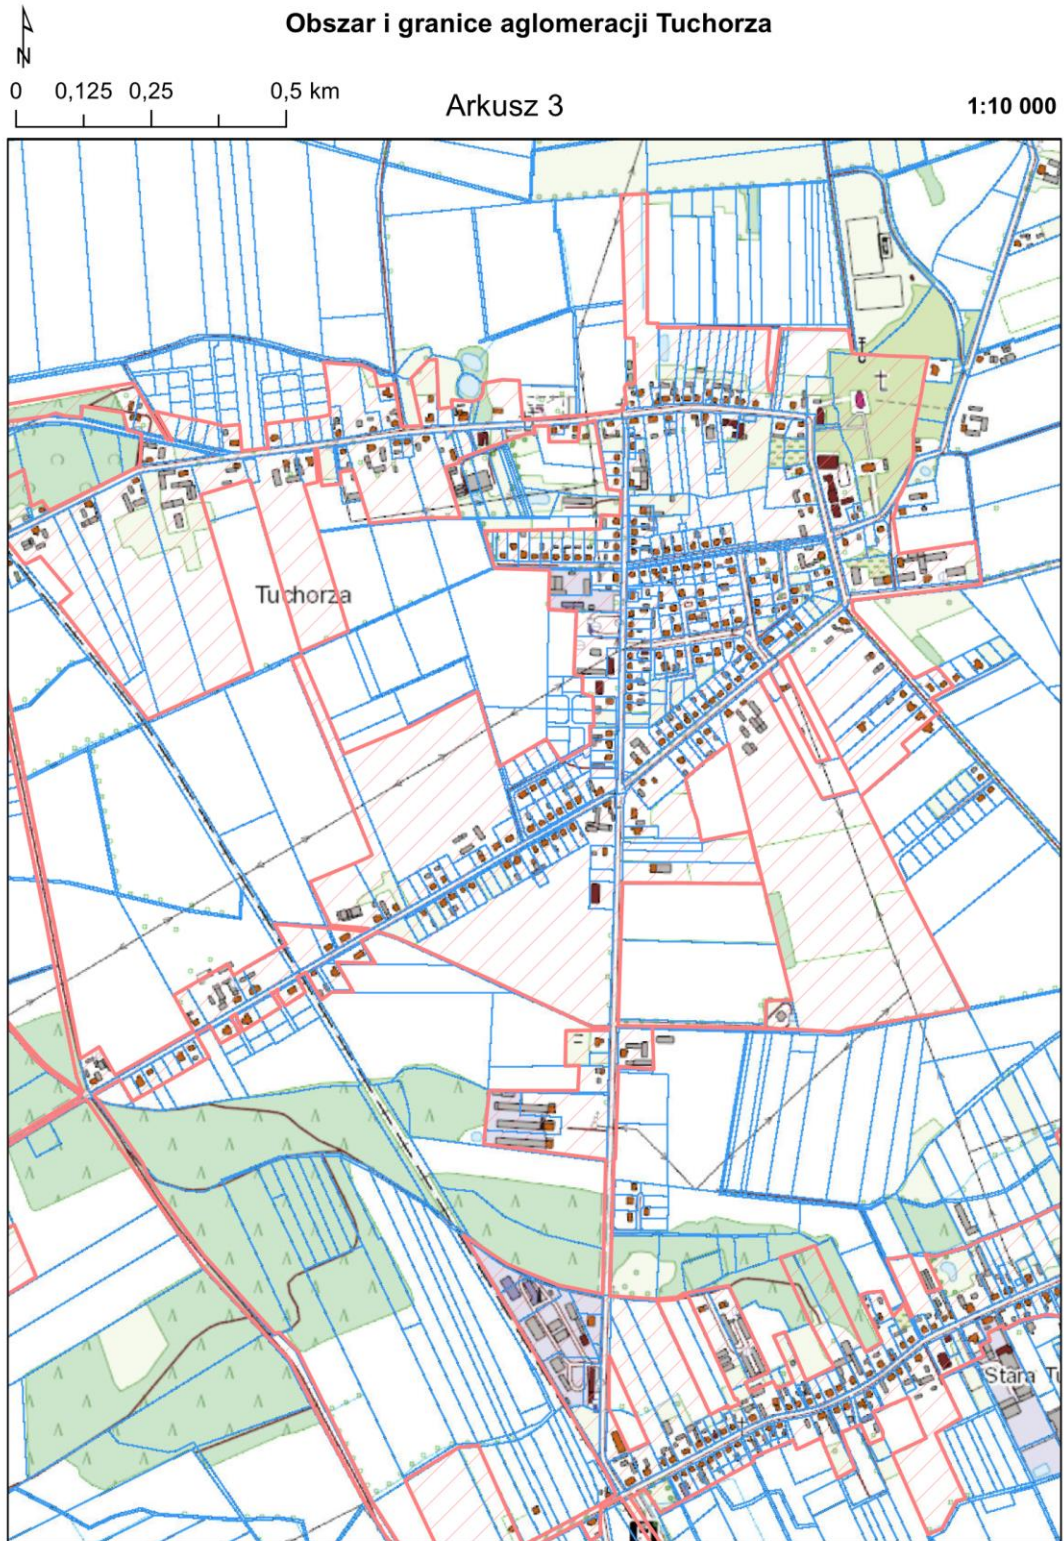 Obszar i granice aglomeracji Tuchorza
N
0 0,125 0,25 0,5 km
Arkusz 3
1:10 000
Tuchorza
Stara Tu